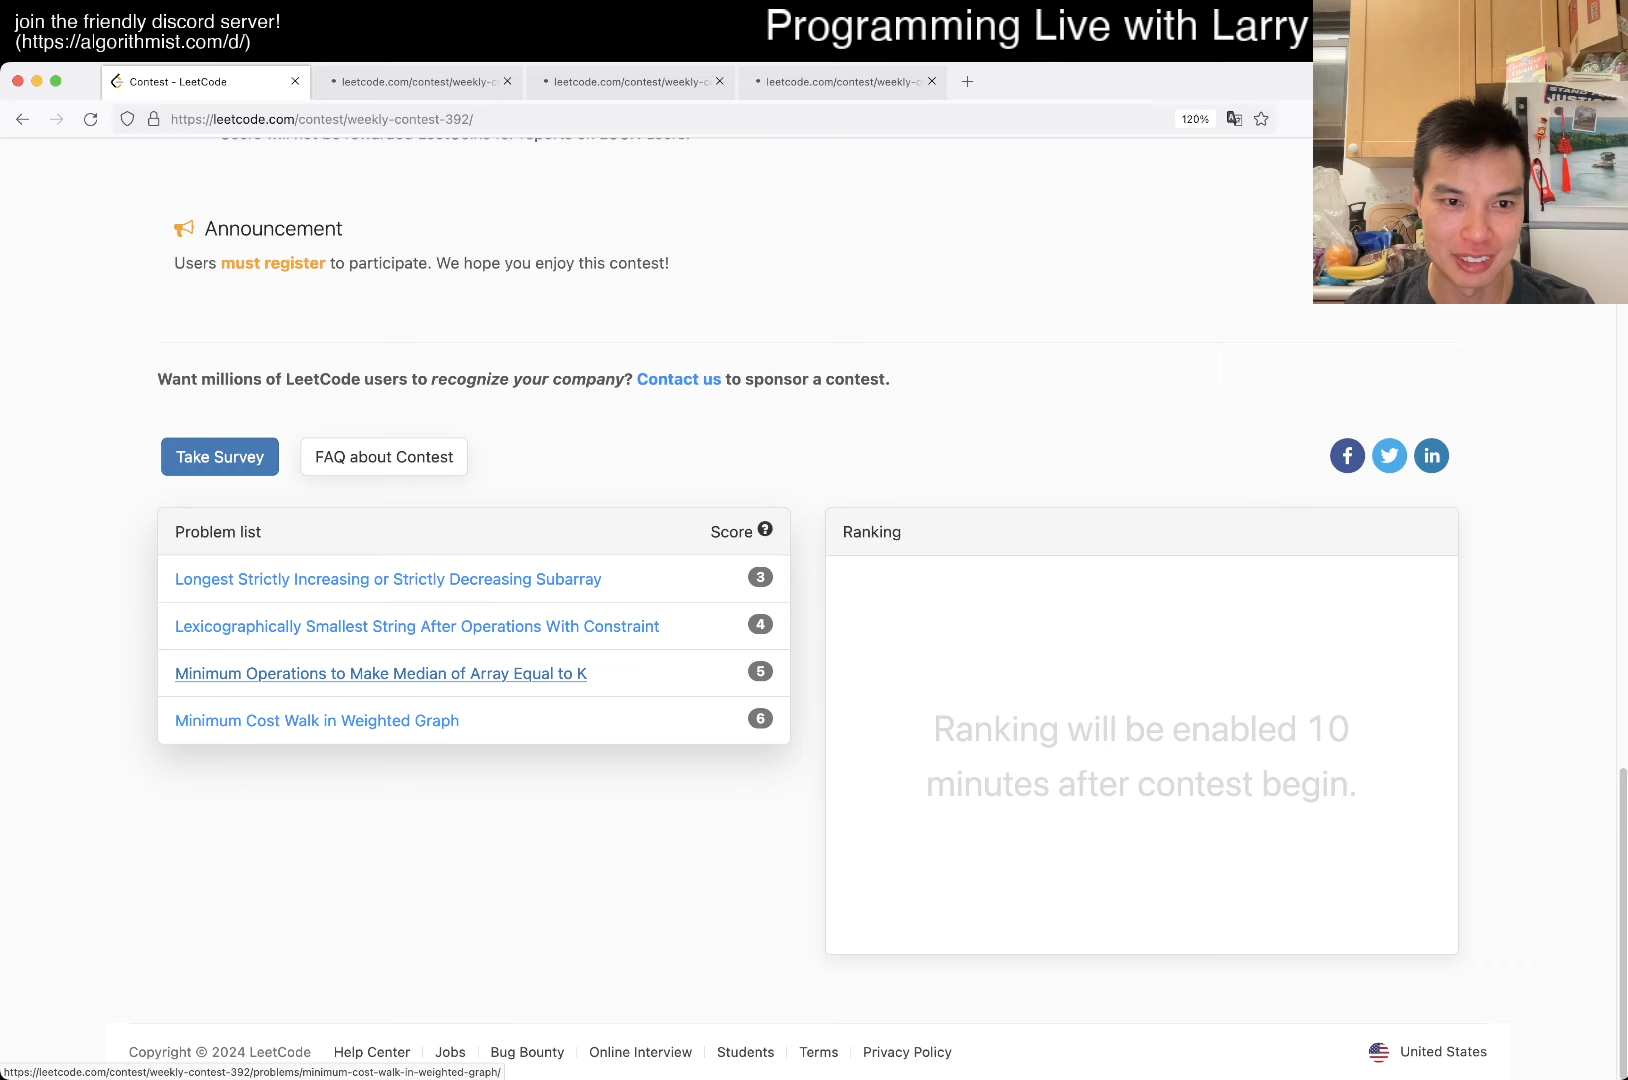 join the friendly discord server!
(https://algorithmist.com/d/)
Programming Live with Larry
Contest - LeetCode
leetcode.com/contest/weekly-c
leetcode.com/contest/weekly-c
leetcode.com/contest/weekly-c
https://leetcode.com/contest/weekly-contest-392/
120%
Announcement
Users must register to participate. We hope you enjoy this contest!
Want millions of LeetCode users to recognize your company? Contact us to sponsor a contest.
Take Survey
FAQ about Contest
Problem list
Score
Longest Strictly Increasing or Strictly Decreasing Subarray
3
Lexicographically Smallest String After Operations With Constraint
4
Minimum Operations to Make Median of Array Equal to K
5
Minimum Cost Walk in Weighted Graph
6
Ranking
Ranking will be enabled 10
minutes after contest begin.
Copyright © 2024 LeetCode
Help Center
Jobs
Bug Bounty
Online Interview
Students
Terms
Privacy Policy
United States
https://leetcode.com/contest/weekly-contest-392/problems/minimum-cost-walk-in-weighted-graph/